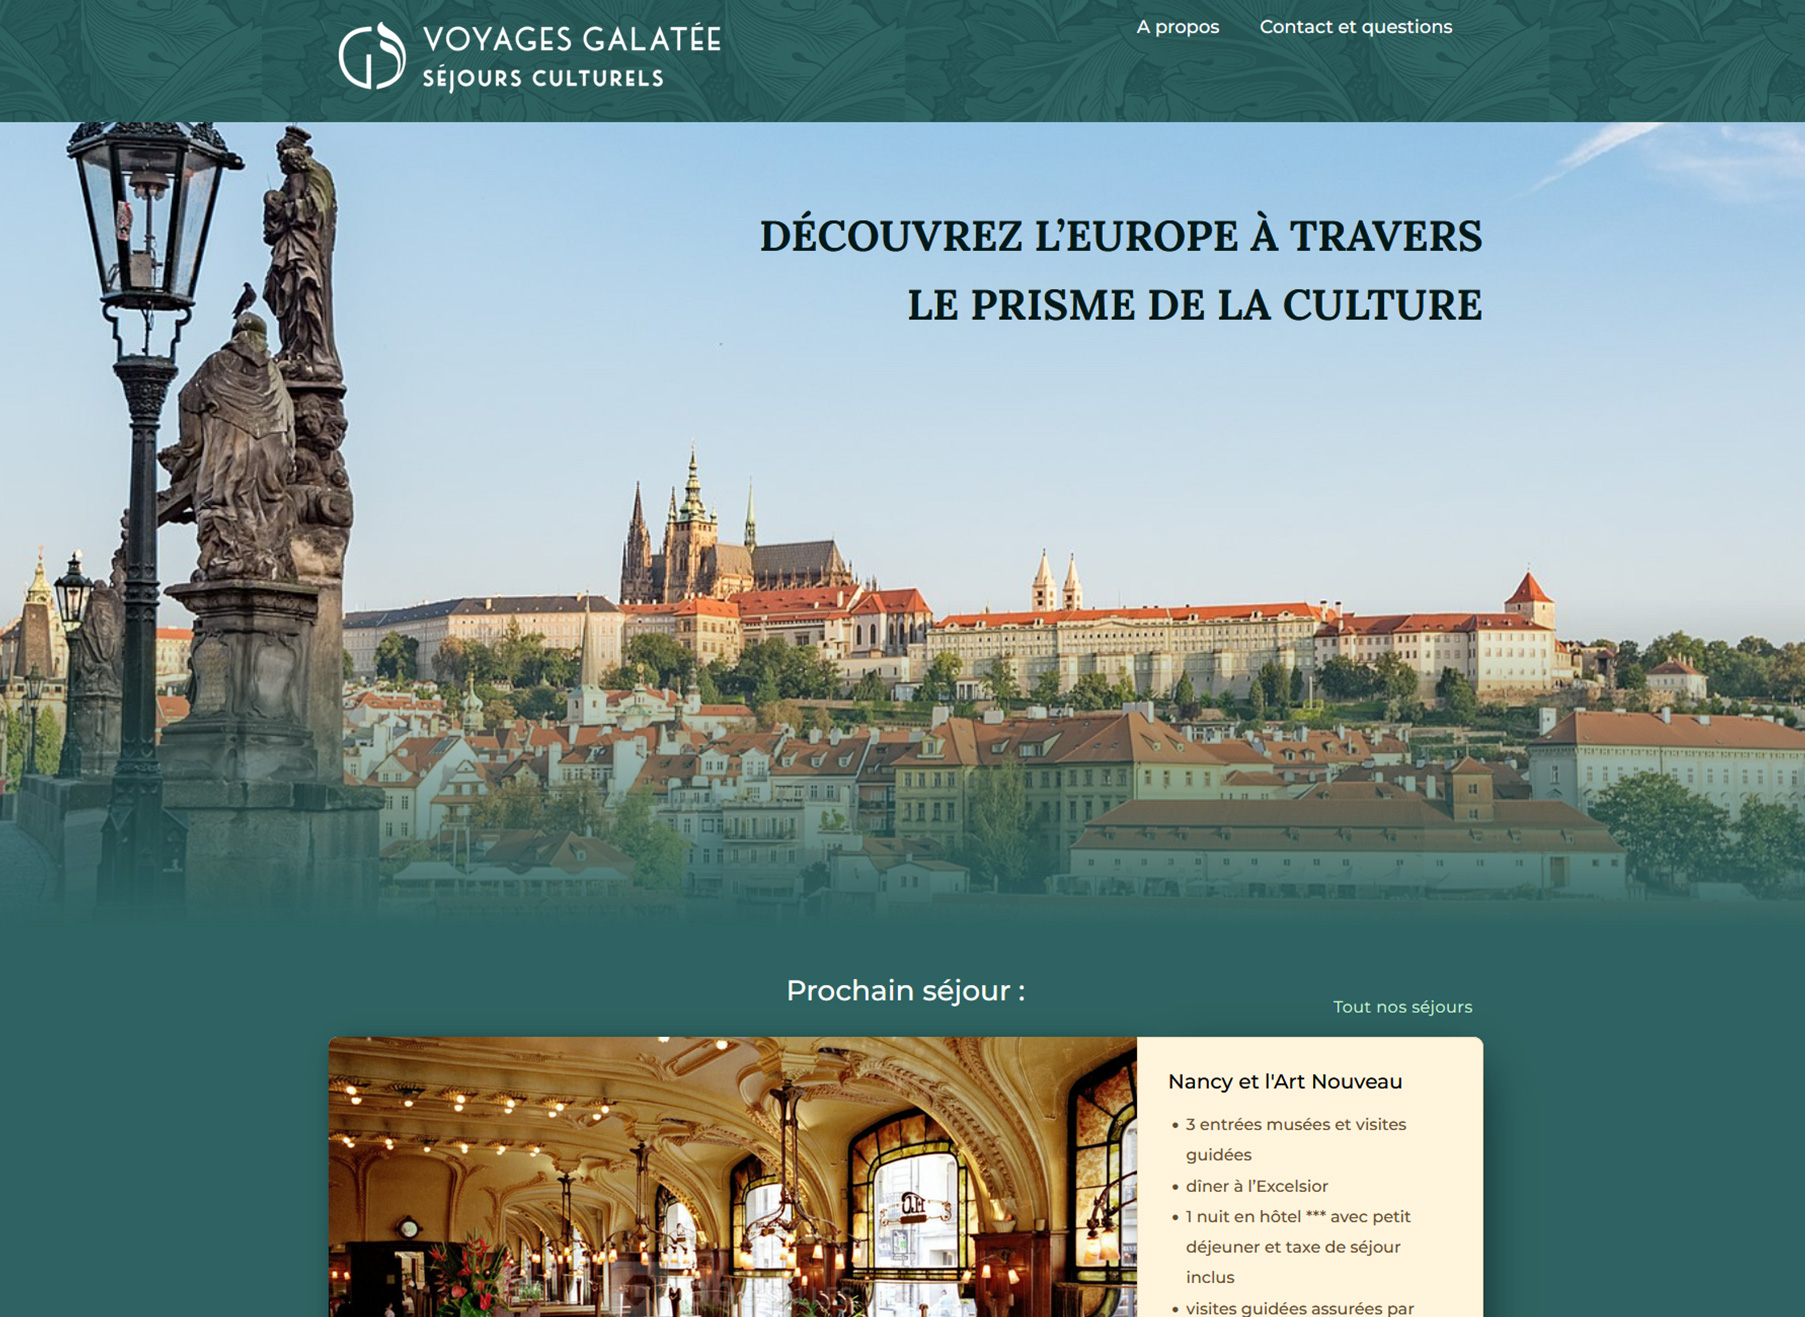 VOYAGES GALATÉE
SÉJOURS CULTURELS
A propos
Contact et questions
DÉCOUVREZ L’EUROPE À TRAVERS
LE PRISME DE LA CULTURE
Prochain séjour :
Tout nos séjours
Nancy et l'Art Nouveau
• 3 entrées musées et visites
guidées
• dîner à l’Excelsior
• 1 nuit en hôtel *** avec petit
déjeuner et taxe de séjour
inclus
• visites guidées assurées par